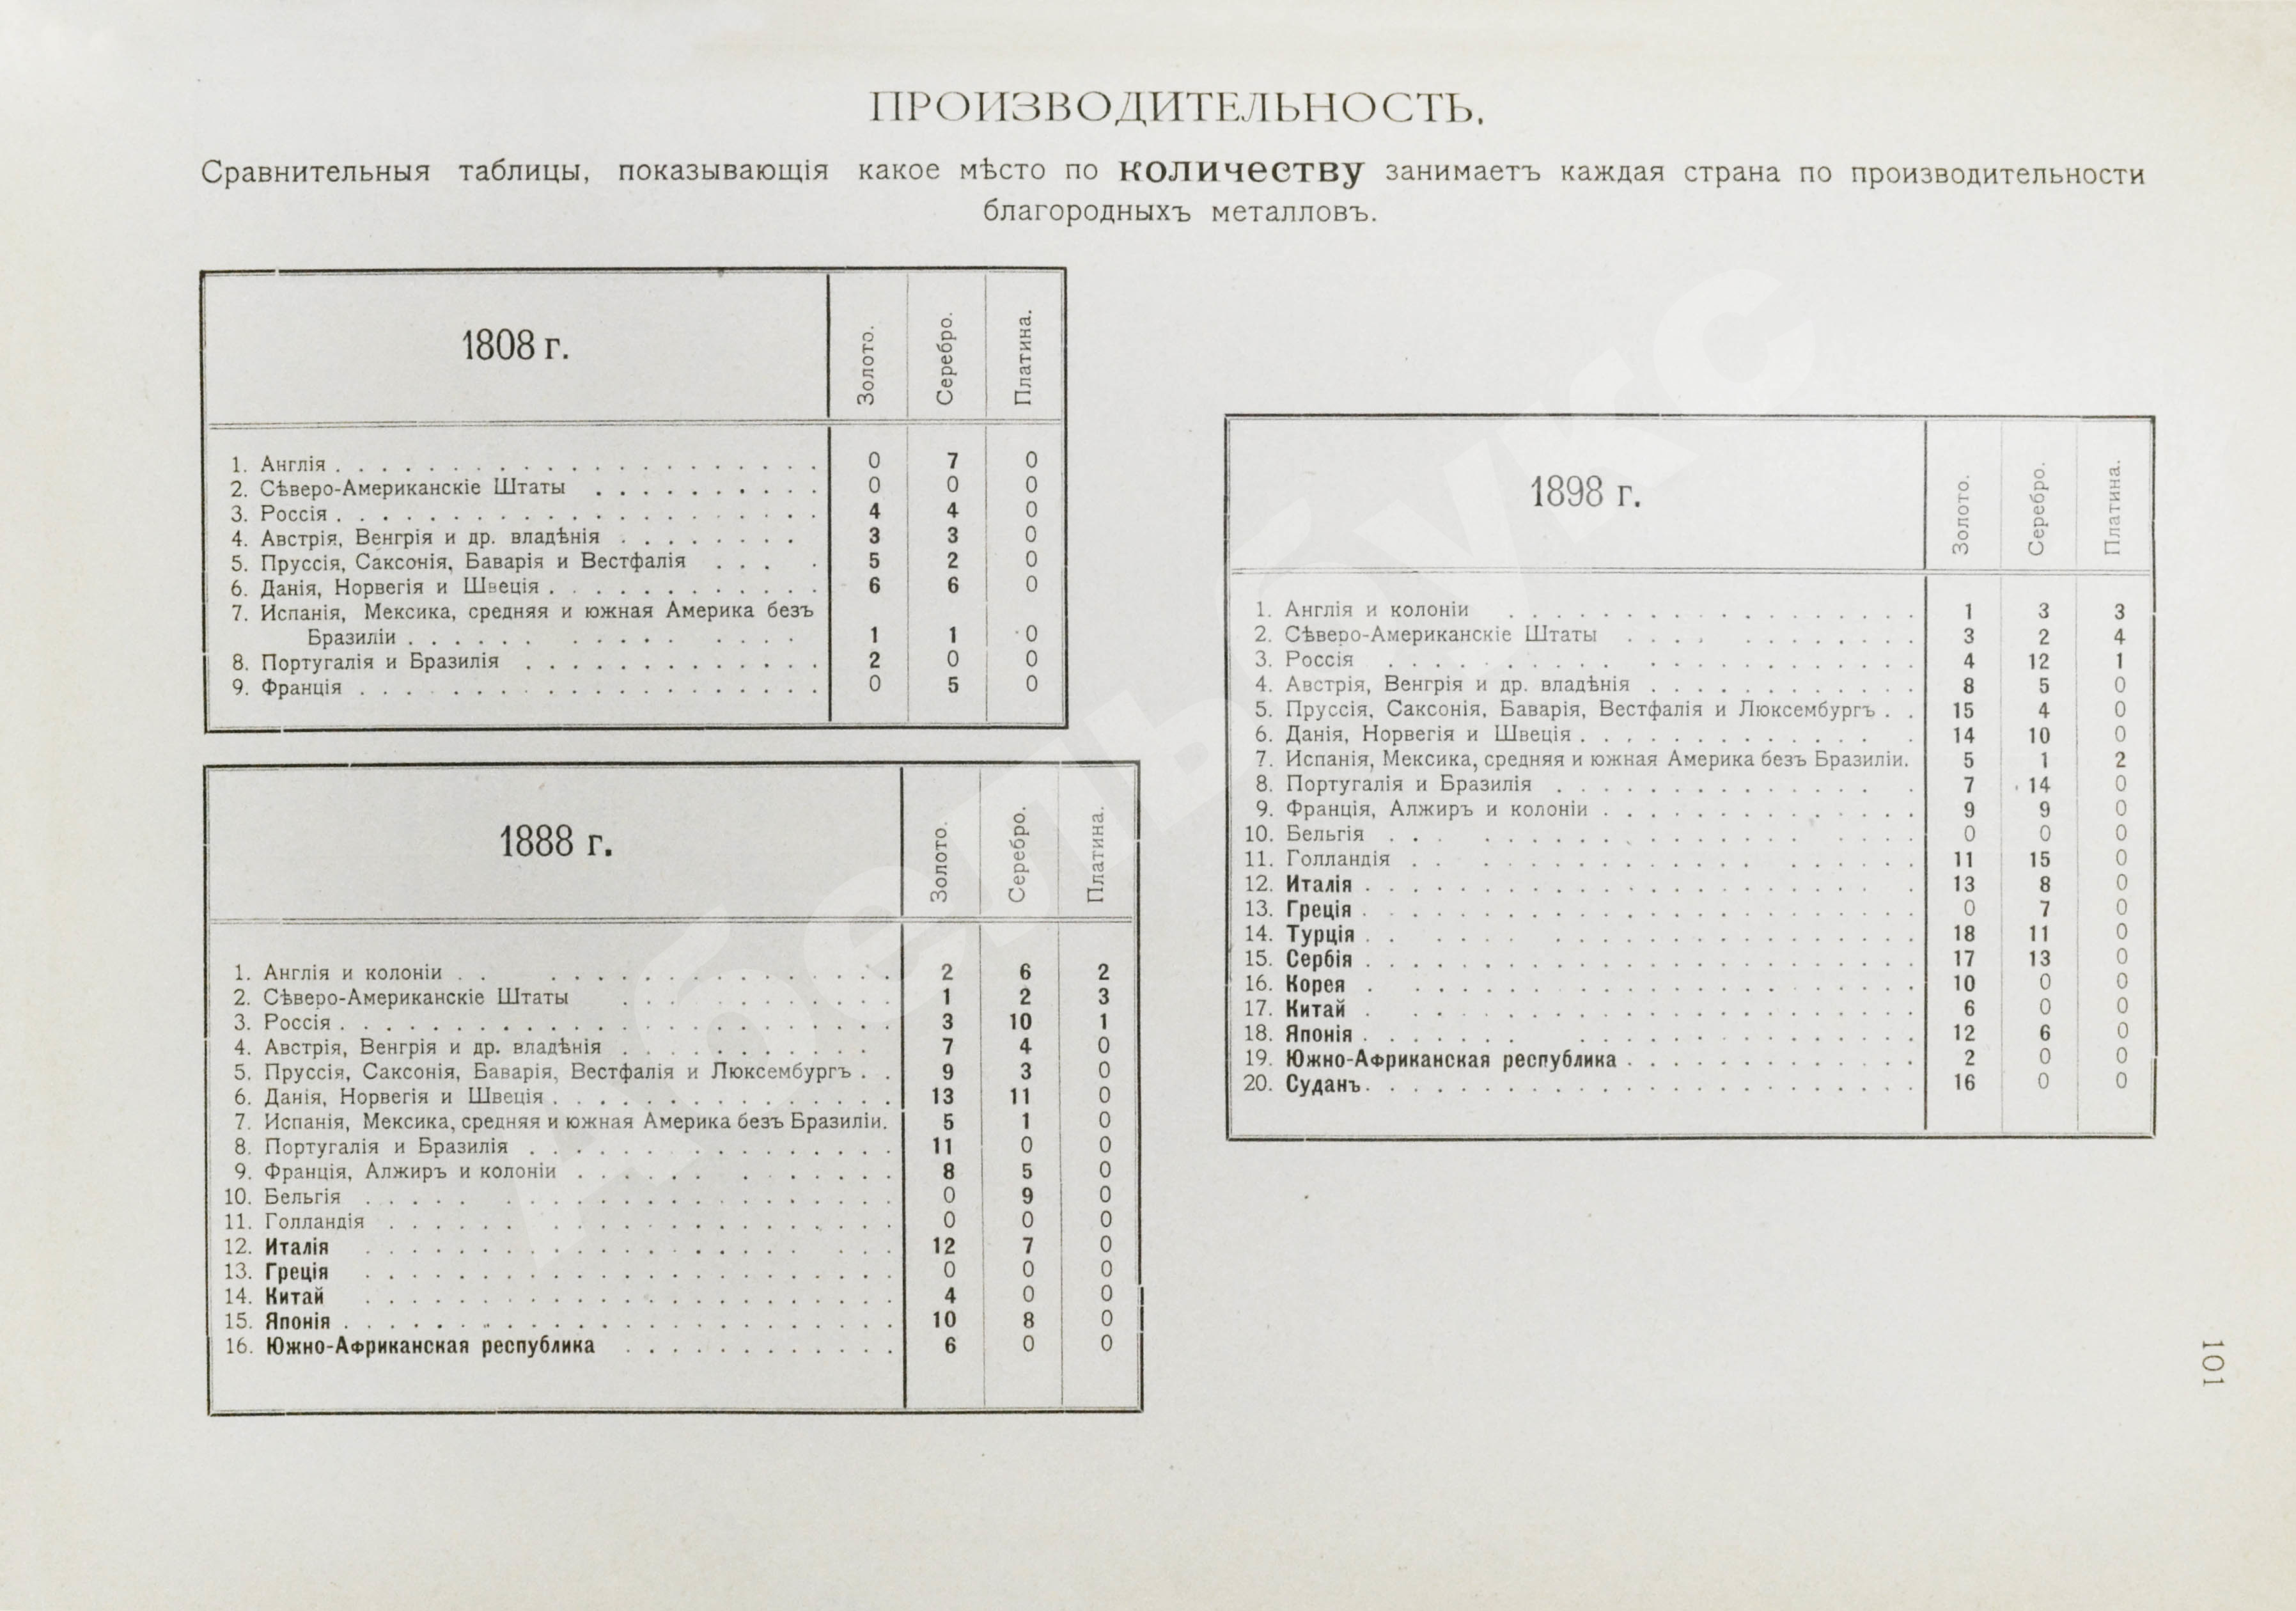 ПРОИЗВОДИТЕЛЬНОСТЬ.
Сравнительныя таблицы, показывающія какое мѣсто по количеству занимаетъ каждая страна по производительности
благородныхъ металловъ.
1808 г. Золото. Серебро. Платина.
1. Англія 0 7 0
2. Сѣверо-Американскіе Штаты 0 0 0
3. Россія 4 4 0
4. Австрія, Венгрія и др. владѣнія 3 3 0
5. Пруссія, Саксонія, Баварія и Вестфалія 5 2 0
6. Данія, Норвегія и Швеція 6 6 0
7. Испанія, Мексика, средняя и южная Америка безъ
Бразиліи 1 1 0
8. Португалія и Бразилія 2 0 0
9. Франція 0 5 0
1888 г. Золото. Серебро. Платина.
1. Англія и колоніи 2 6 2
2. Сѣверо-Американскіе Штаты 1 2 3
3. Россія 3 10 1
4. Австрія, Венгрія и др. владѣнія 7 4 0
5. Пруссія, Саксонія, Баварія, Вестфалія и Люксембургъ 9 3 0
6. Данія, Норвегія и Швеція 13 11 0
7. Испанія, Мексика, средняя и южная Америка безъ Бразиліи. 5 1 0
8. Португалія и Бразилія 11 0 0
9. Франція, Алжиръ и колоніи 8 5 0
10. Бельгія 0 9 0
11. Голландія 0 0 0
12. Италія 12 7 0
13. Греція 0 0 0
14. Китай 4 0 0
15. Японія 10 8 0
16. Южно-Африканская республика 6 0 0
1898 г. Золото. Серебро. Платина.
1. Англія и колоніи 1 3 3
2. Сѣверо-Американскіе Штаты 3 2 4
3. Россія 4 12 1
4. Австрія, Венгрія и др. владѣнія 8 5 0
5. Пруссія, Саксонія, Баварія, Вестфалія и Люксембургъ 15 4 0
6. Данія, Норвегія и Швеція 14 10 0
7. Испанія, Мексика, средняя и южная Америка безъ Бразиліи. 5 1 2
8. Португалія и Бразилія 7 14 0
9. Франція, Алжиръ и колоніи 9 9 0
10. Бельгія 0 0 0
11. Голландія 11 15 0
12. Италія 13 8 0
13. Греція 0 7 0
14. Турція 18 11 0
15. Сербія 17 13 0
16. Корея 10 0 0
17. Китай 6 0 0
18. Японія 12 6 0
19. Южно-Африканская республика 2 0 0
20. Суданъ 16 0 0
101
Абельбукс